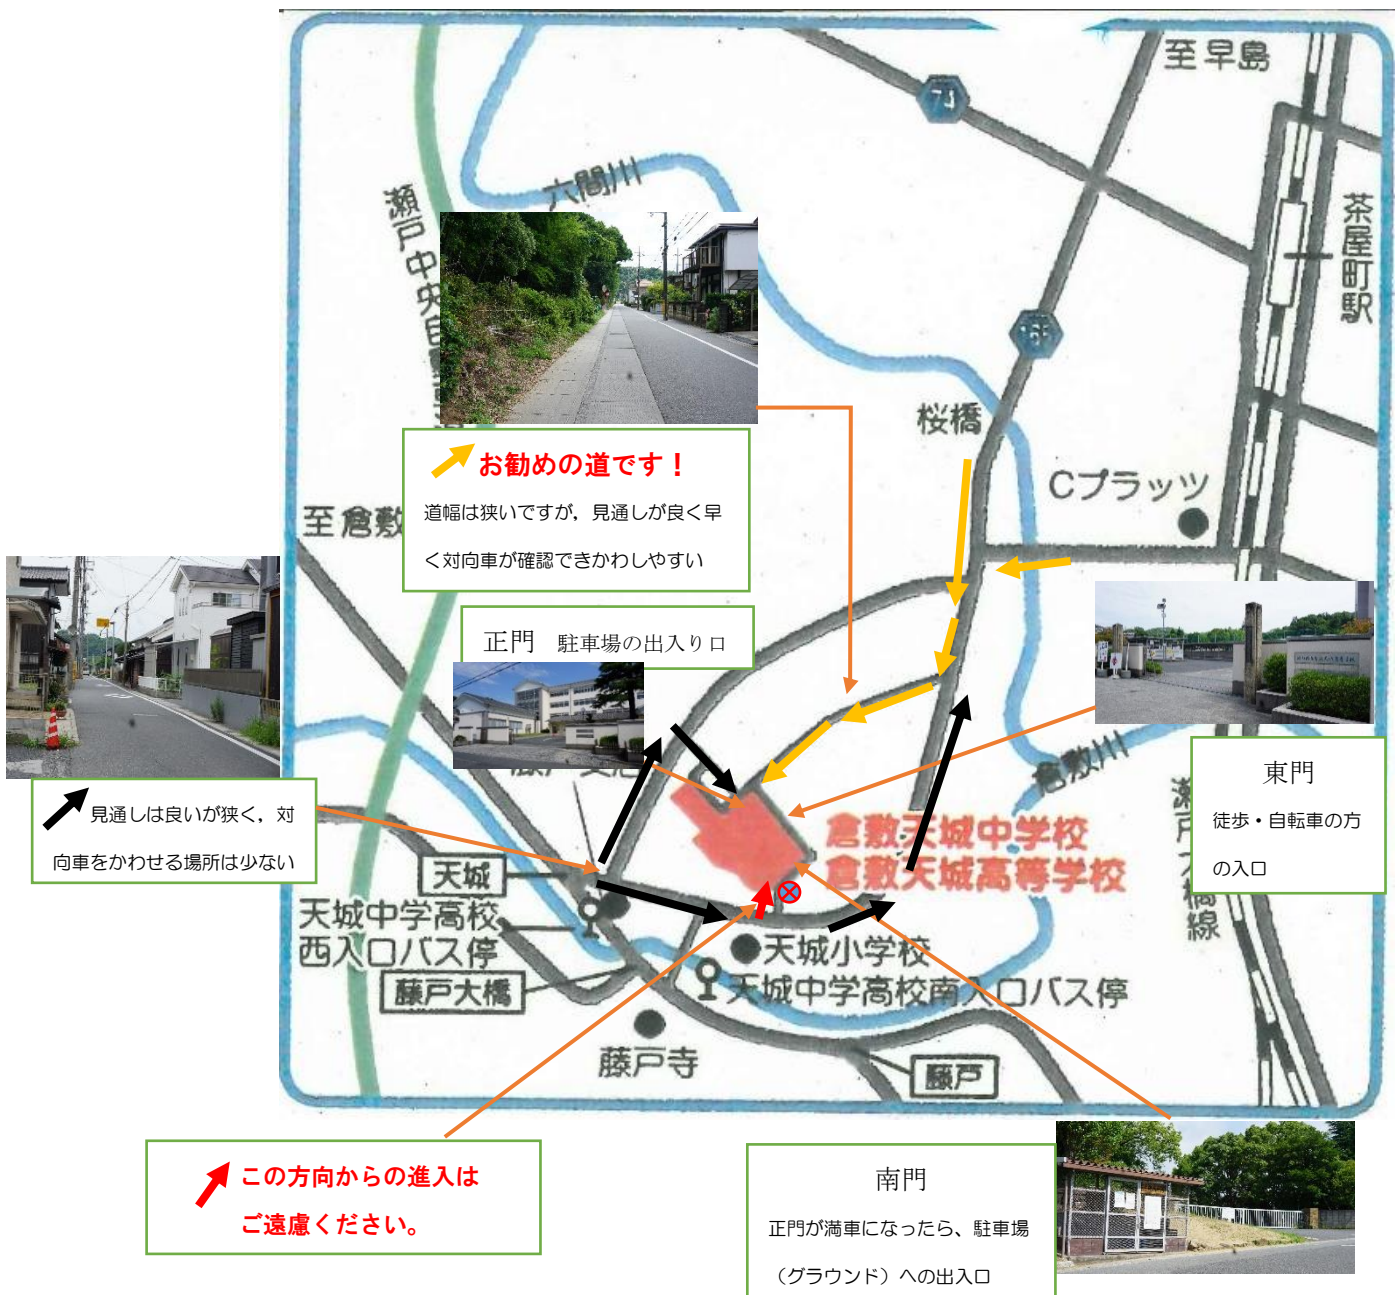 至早島
74
六間川
瀬戸中央自動車道
茶屋町駅
桜橋
Cプラッツ
お勧めの道です！
道幅は狭いですが，見通しが良く早
く対向車が確認できかわしやすい
至倉敷
正門　駐車場の出入り口
倉敷川
東門
徒歩・自転車の方
の入口
見通しは良いが狭く，対
向車をかわせる場所は少ない
倉敷天城中学校
倉敷天城高等学校
天城
天城中学高校
西入口バス停
天城小学校
天城中学高校南入口バス停
藤戸大橋
藤戸寺
藤戸
この方向からの進入は
ご遠慮ください。
南門
正門が満車になったら、駐車場
（グラウンド）への出入口